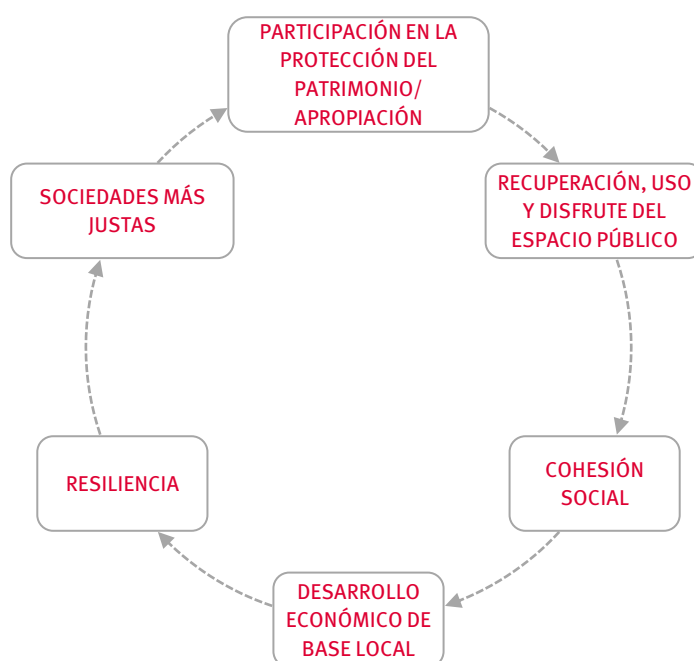 PARTICIPACIÓN EN LA
PROTECCIÓN DEL
PATRIMONIO/
APROPIACIÓN
RECUPERACIÓN, USO
Y DISFRUTE DEL
ESPACIO PÚBLICO
COHESIÓN
SOCIAL
DESARROLLO
ECONÓMICO DE
BASE LOCAL
RESILIENCIA
SOCIEDADES MÁS
JUSTAS